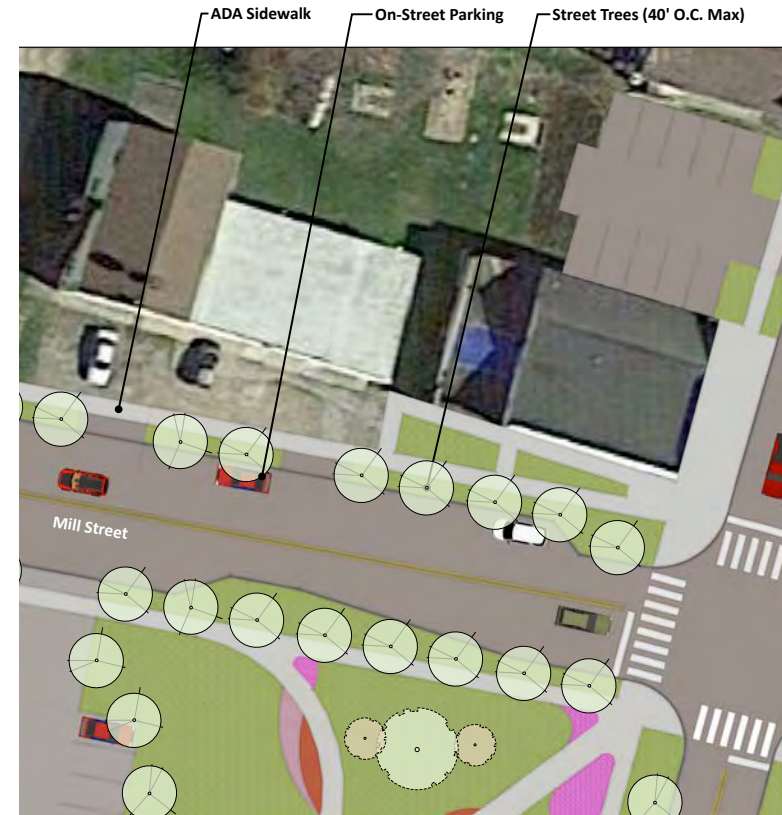 ADA Sidewalk
On-Street Parking
Street Trees (40' O.C. Max)
Mill Street